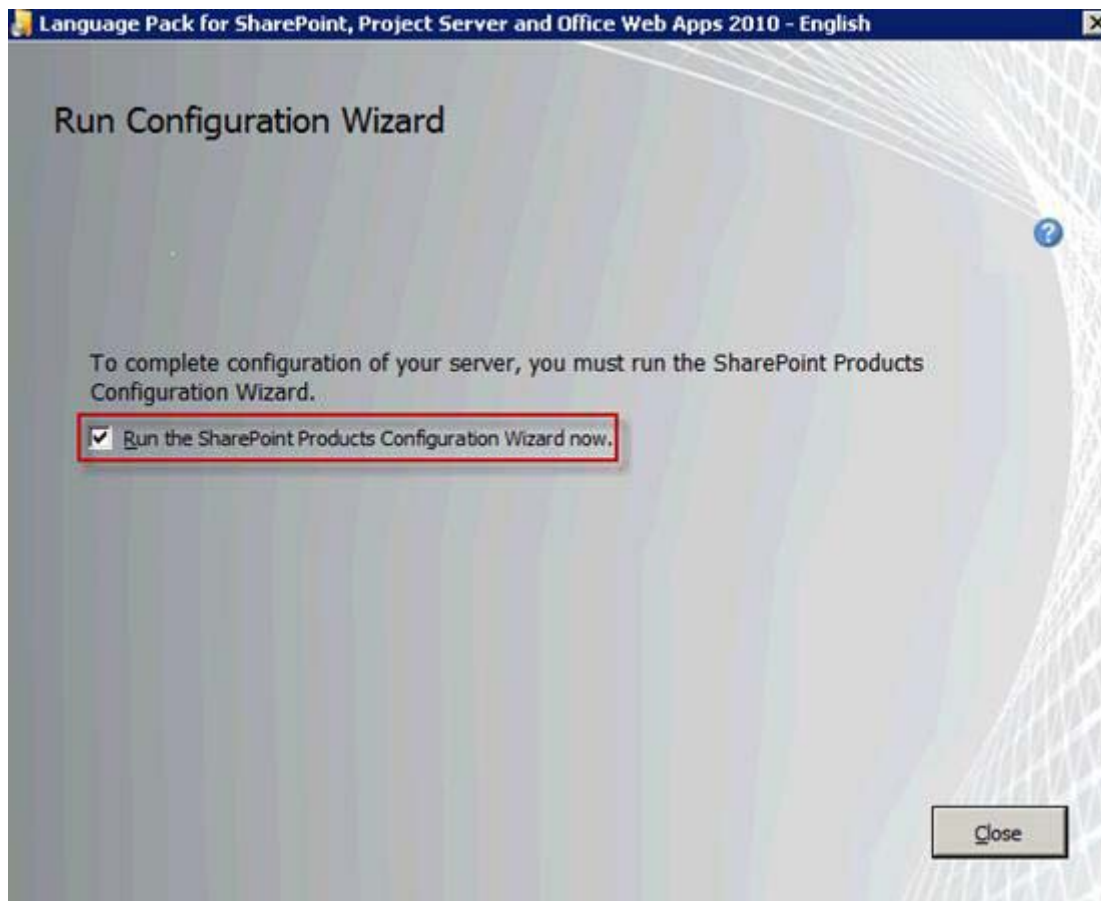 Language Pack for SharePoint, Project Server and Office Web Apps 2010 - English
Run Configuration Wizard
?
To complete configuration of your server, you must run the SharePoint Products
Configuration Wizard.
Run the SharePoint Products Configuration Wizard now.
Close